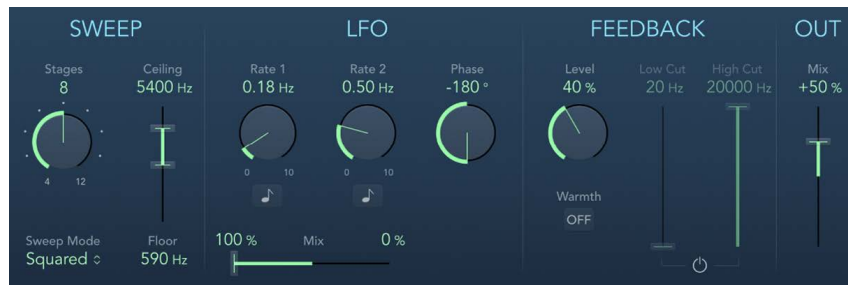 SWEEP
Stages
8
4 12
Ceiling
5400 Hz
Sweep Mode
Squared
Floor
590 Hz
LFO
Rate 1
0.18 Hz
0 10
Rate 2
0.50 Hz
0 10
Phase
-180 °
100 % Mix 0 %
FEEDBACK
Level
40 %
Warmth
OFF
Low Cut
20 Hz
High Cut
20000 Hz
OUT
Mix
+50 %